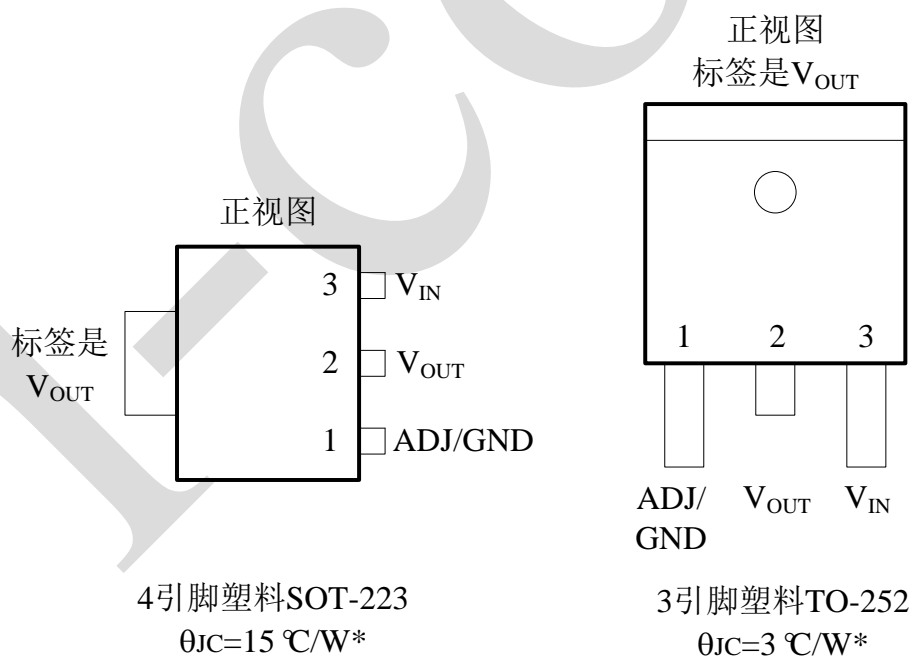 正视图
标签是VOUT
1
2
3
ADJ/
GND
VOUT
VIN
3引脚塑料TO-252
θJC=3 ℃/W*
正视图
标签是
VOUT
3
VIN
2
VOUT
1
ADJ/GND
4引脚塑料SOT-223
θJC=15 ℃/W*